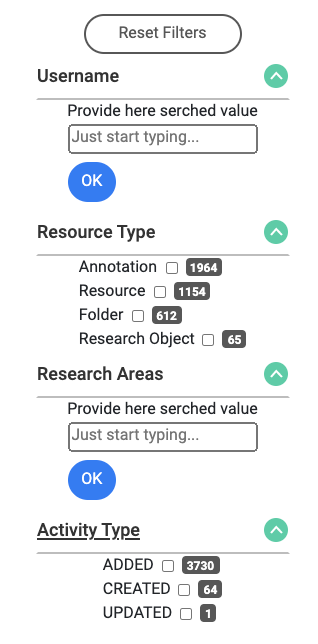 Reset Filters
Username
Provide here serched value
Just start typing...
OK
Resource Type
Annotation 1964
Resource 1154
Folder 612
Research Object 65
Research Areas
Provide here serched value
Just start typing...
OK
Activity Type
ADDED 3730
CREATED 64
UPDATED 1